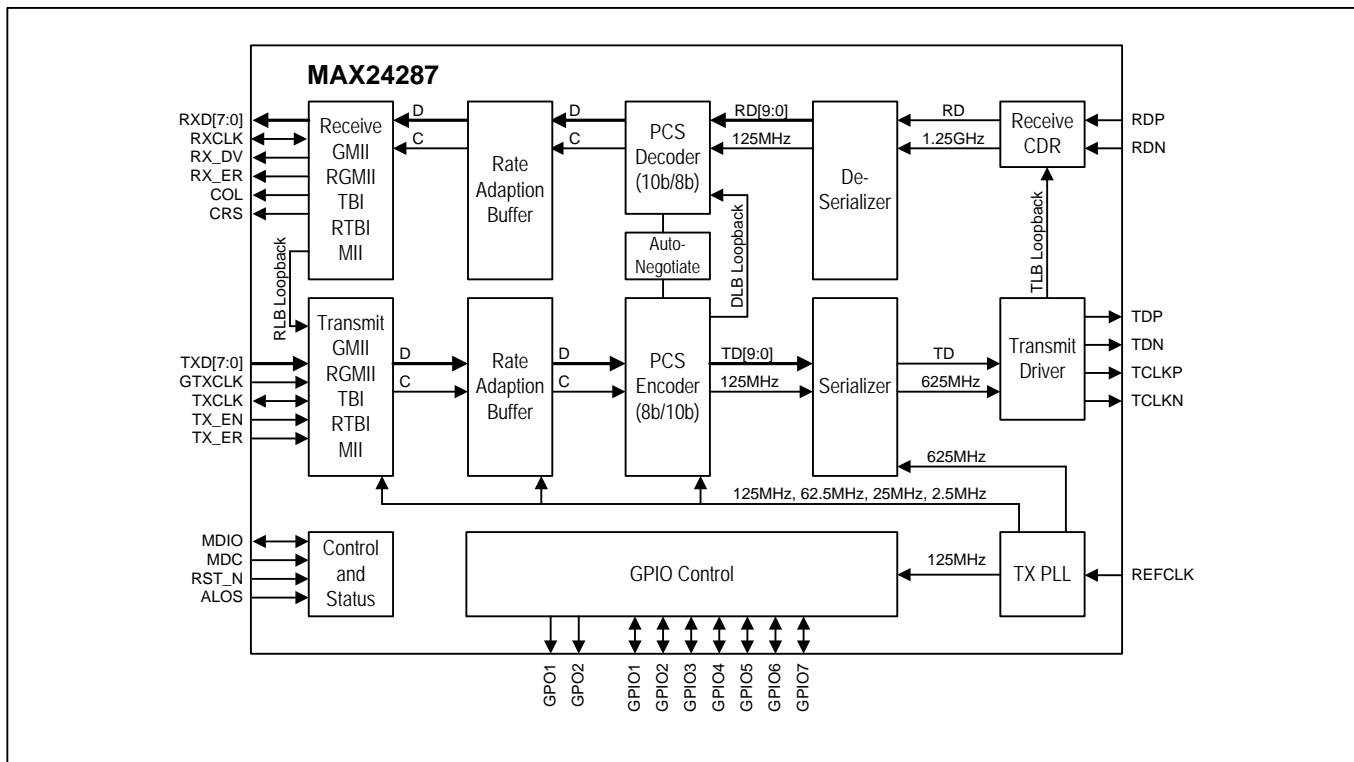 MAX24287
RXD[7:0]
RXCLK
RX_DV
RX_ER
COL
CRS
Receive
GMII
RGMII
TBI
RTBI
MII
D
C
Rate
Adaption
Buffer
D
C
PCS
Decoder
(10b/8b)
RD[9:0]
125MHz
De-
Serializer
RD
1.25GHz
Receive
CDR
RDP
RDN
RLB Loopback
Auto-
Negotiate
DLB Loopback
TLB Loopback
TXD[7:0]
GTXCLK
TXCLK
TX_EN
TX_ER
Transmit
GMII
RGMII
TBI
RTBI
MII
D
C
Rate
Adaption
Buffer
D
C
PCS
Encoder
(8b/10b)
TD[9:0]
125MHz
Serializer
TD
625MHz
Transmit
Driver
TDP
TDN
TCLKP
TCLKN
625MHz
125MHz, 62.5MHz, 25MHz, 2.5MHz
MDIO
MDC
RST_N
ALOS
Control
and
Status
GPIO Control
125MHz
TX PLL
REFCLK
GPO1
GPO2
GPIO1
GPIO2
GPIO3
GPIO4
GPIO5
GPIO6
GPIO7